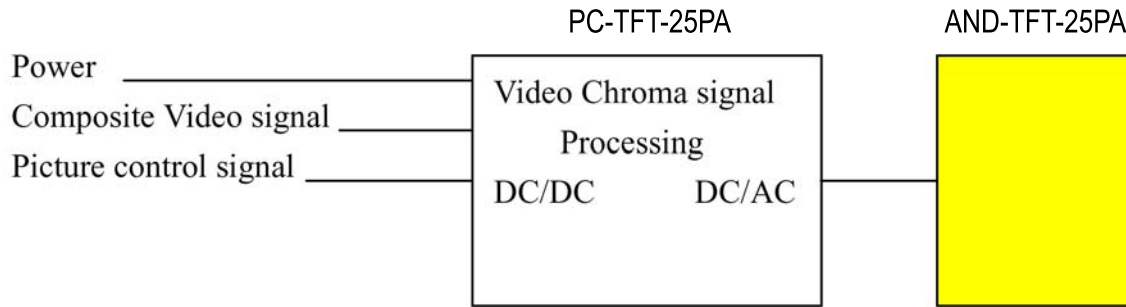 PC-TFT-25PA
AND-TFT-25PA
Power
Composite Video signal
Picture control signal
Video Chroma signal
Processing
DC/DC DC/AC